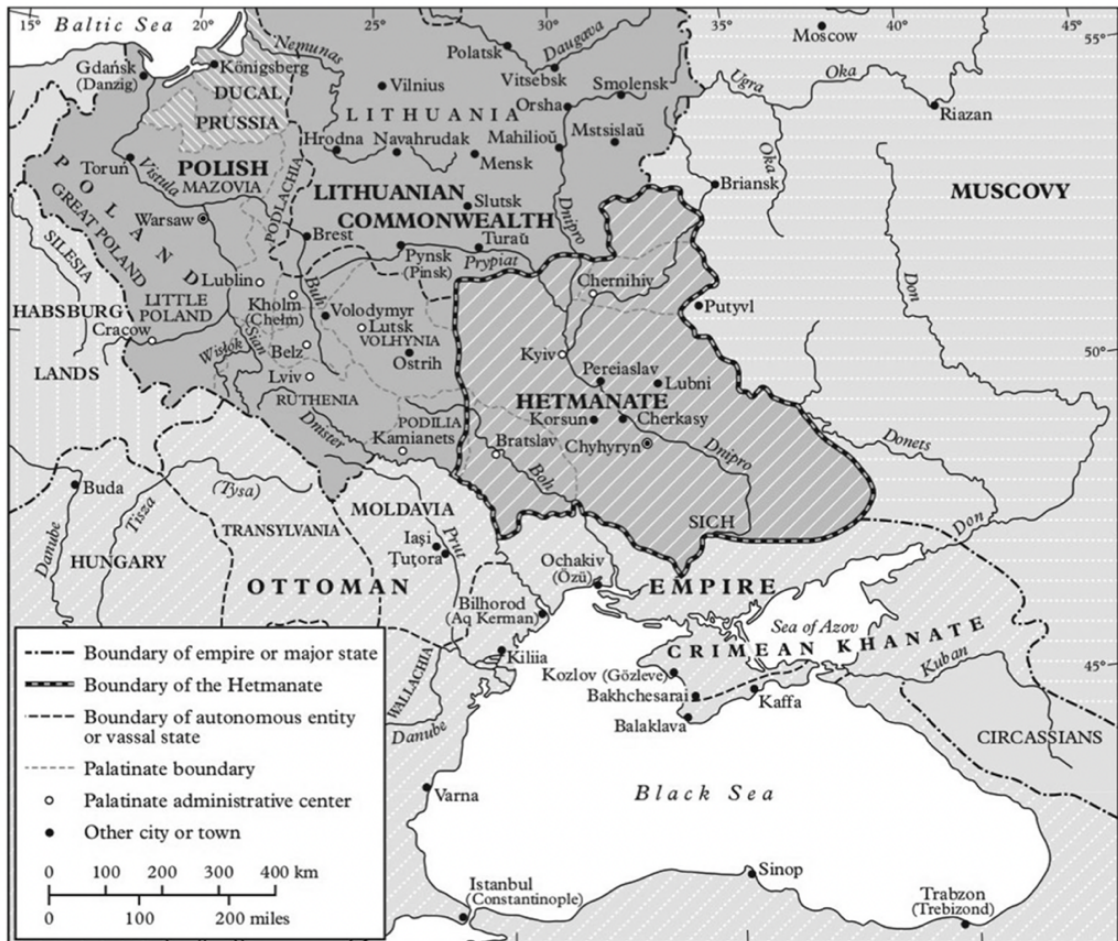 15°
20°
25°
30°
35°
40°
55°
50°
45°
Baltic Sea
Nemunas
Polatsk
Daugava
Moscow
Gdańsk
(Danzig)
Königsberg
DUCAL
PRUSSIA
Vilnius
Vitsebsk
Smolensk
Ugra
Oka
LITHUANIA
Orsha
Riazan
Hrodna
Navahrudak
Mahilioŭ
Mstsislaŭ
Mensk
Oka
Toruń
Vistula
POLISH
MAZOVIA
PODLACHIA
LITHUANIAN
COMMONWEALTH
Briansk
MUSCOVY
POLAND
GREAT POLAND
Warsaw
Slutsk
Dnipro
Brest
Turaŭ
Pynsk
(Pinsk)
Prypiat
SILESIA
Lublin
LITTLE
POLAND
Buh
Kholm
(Chełm)
Volodymyr
Lutsk
VOLHYNIA
Chernihiv
Putyvl
Don
HABSBURG
LANDS
Cracow
Wisłok
Sian
Belz
Ostrih
Kyiv
Pereiaslav
Lubni
Lviv
RUTHENIA
HETMANATE
Korsun
Cherkasy
Dnister
PODILIA
Kamianets
Bratslav
Chyhyryn
Dnipro
Donets
Boh
Buda
(Tysa)
Tisza
MOLDAVIA
TRANSYLVANIA
SICH
Don
Danube
HUNGARY
Iaşi
Ţuţora
Prut
OTTOMAN
EMPIRE
Ochakiv
(Özü)
Bilhorod
(Aq Kerman)
Sea of Azov
CRIMEAN KHANATE
Kiliia
Kozlov (Gözleve)
Kuban
WALLACHIA
Bakhchesarai
Kaffa
Danube
Balaklava
CIRCASSIANS
Varna
Black Sea
Sinop
Istanbul
(Constantinople)
Trabzon
(Trebizond)
Boundary of empire or major state
Boundary of the Hetmanate
Boundary of autonomous entity
or vassal state
Palatinate boundary
Palatinate administrative center
Other city or town
0 100 200 300 400 km
0 100 200 miles